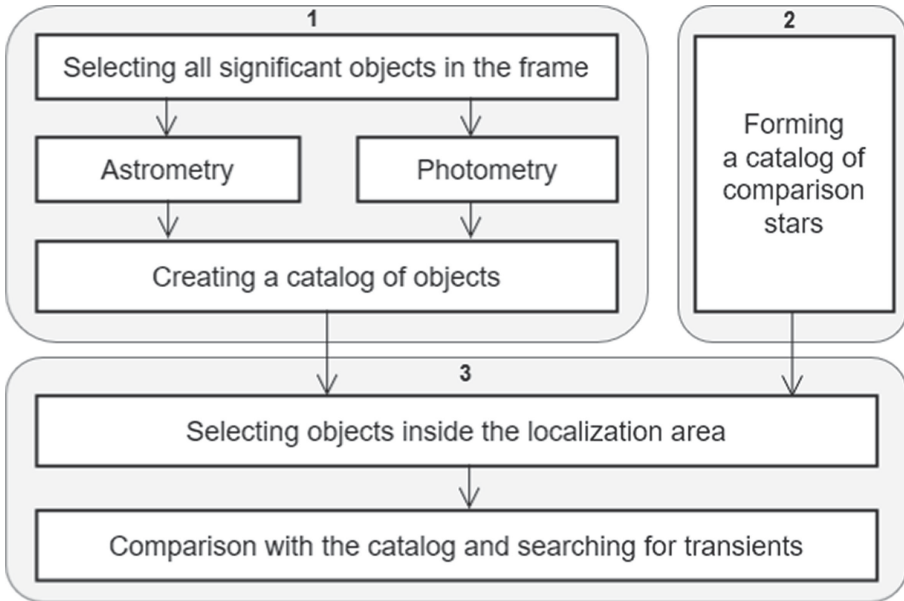 1
Selecting all significant objects in the frame
Astrometry
Photometry
Creating a catalog of objects
2
Forming
a catalog of
comparison
stars
3
Selecting objects inside the localization area
Comparison with the catalog and searching for transients